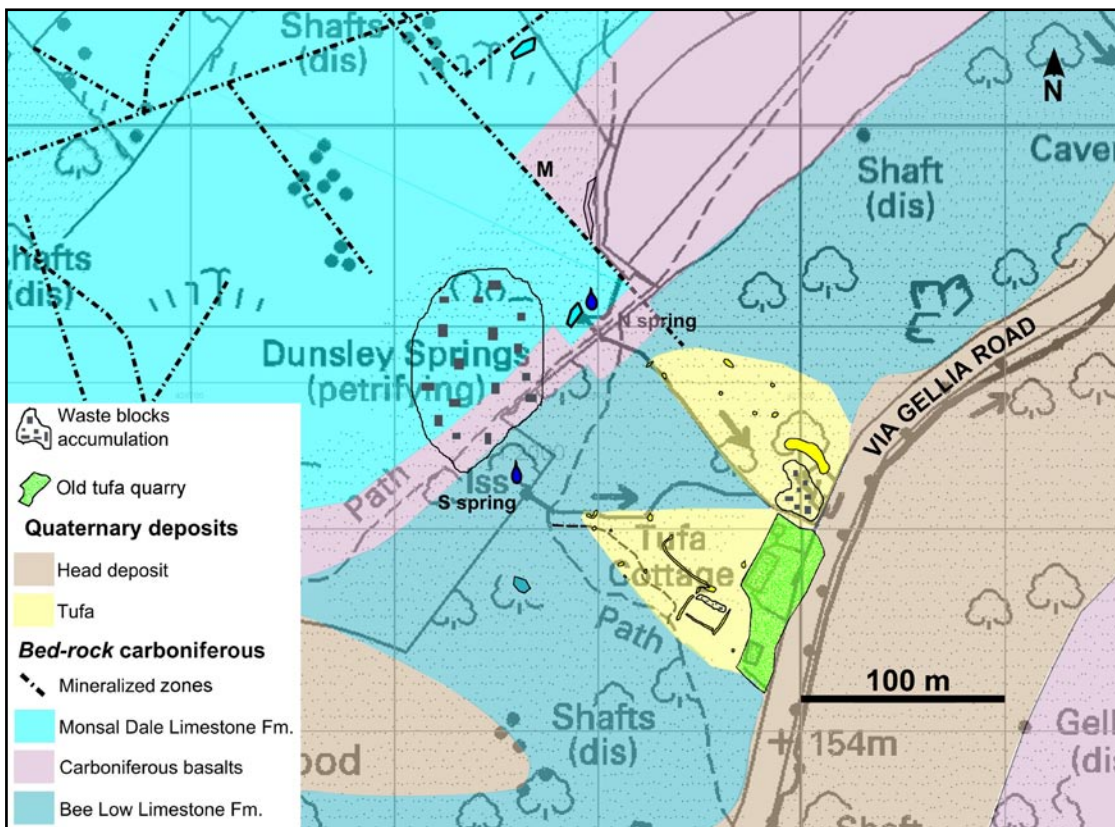 Shafts
(dis)
N
M
Shaft
(dis)
Caver
hafts
(dis)
N spring
Dunsley Springs
(petrifying)
VIA GELLIA ROAD
Path
Iss
S spring
Tufa
Cottage
Path
100 m
Shafts
(dis)
154m
ood
Gell
(dis
Shaft
Waste blocks
accumulation
Old tufa quarry
Quaternary deposits
Head deposit
Tufa
Bed-rock carboniferous
Mineralized zones
Monsal Dale Limestone Fm.
Carboniferous basalts
Bee Low Limestone Fm.